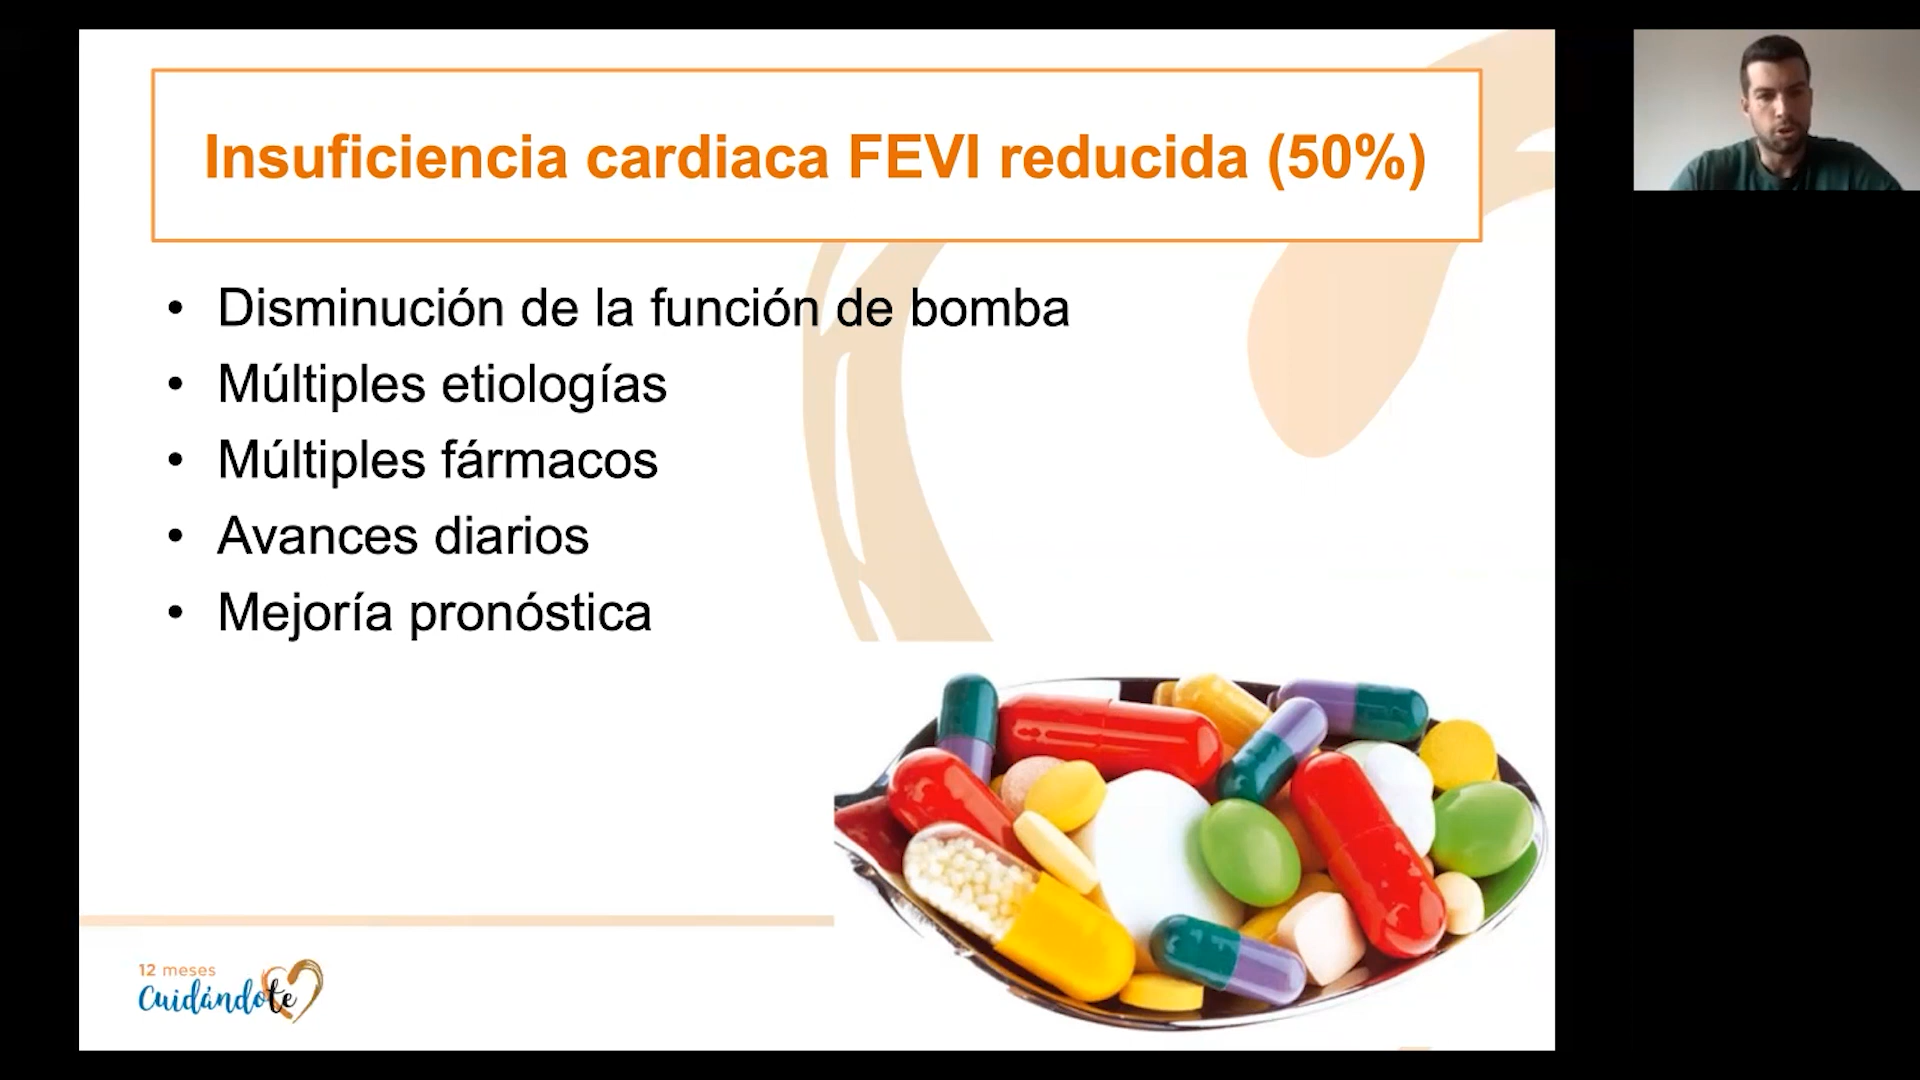 Insuficiencia cardiaca FEVI reducida (50%)
• Disminución de la función de bomba
• Múltiples etiologías
• Múltiples fármacos
• Avances diarios
• Mejoría pronóstica
12 meses
Cuidándote